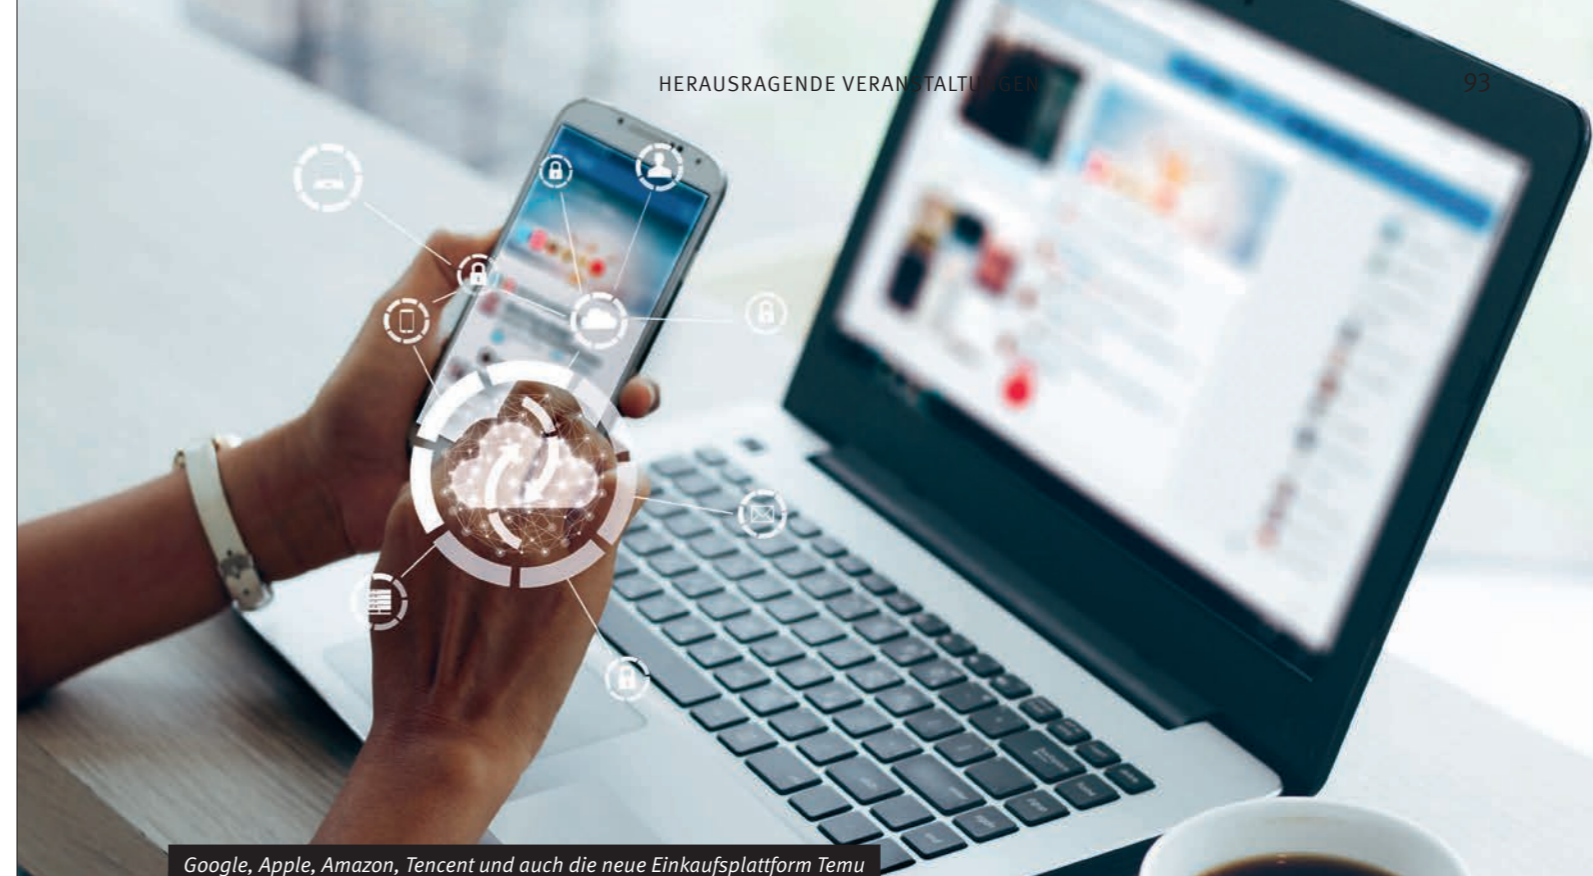 HERAUSRAGENDE VERANSTALTUNGEN 93
Google, Apple, Amazon, Tencent und auch die neue Einkaufsplattform Temu